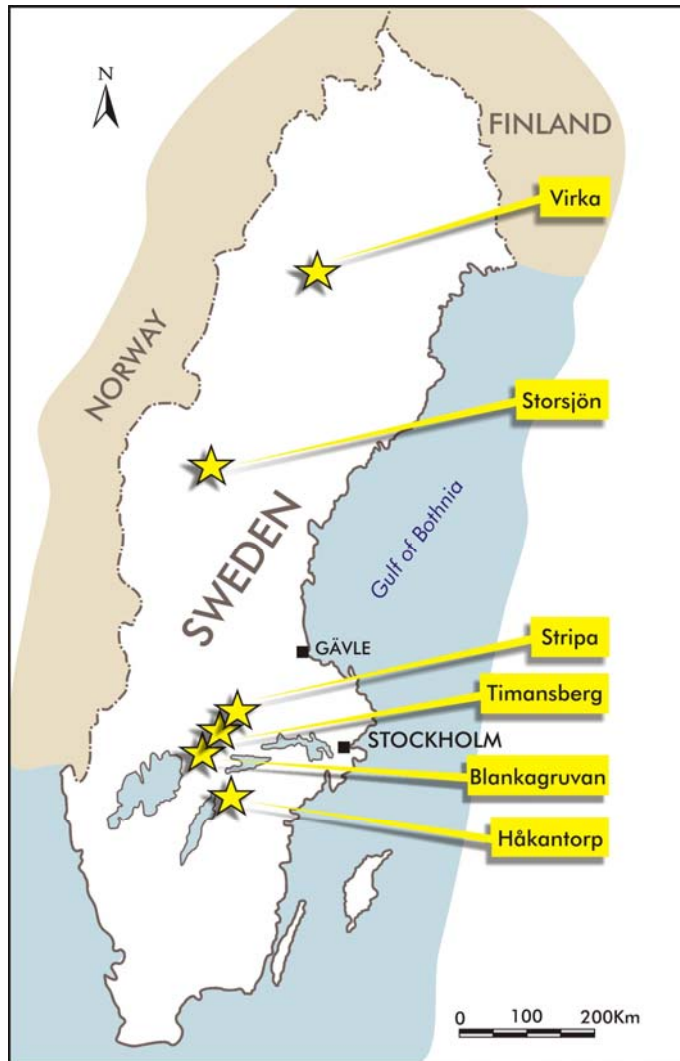 N
FINLAND
Virka
NORWAY
Storsjön
SWEDEN
Gulf of Bothnia
Stripa
GÄVLE
Timansberg
STOCKHOLM
Blankagruvan
Håkantorp
0 100 200Km